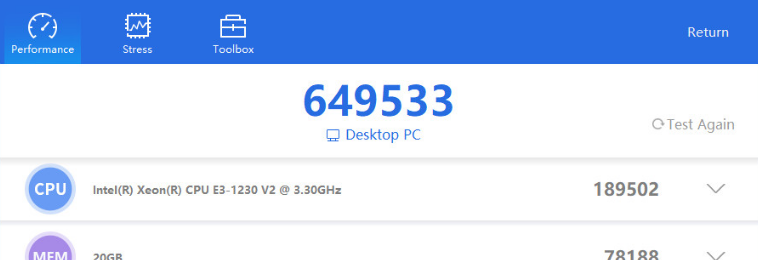 Performance Stress Toolbox Return
649533
Desktop PC
Test Again
CPU Intel(R) Xeon(R) CPU E3-1230 V2 @ 3.30GHz 189502
MEM 20GB 78188